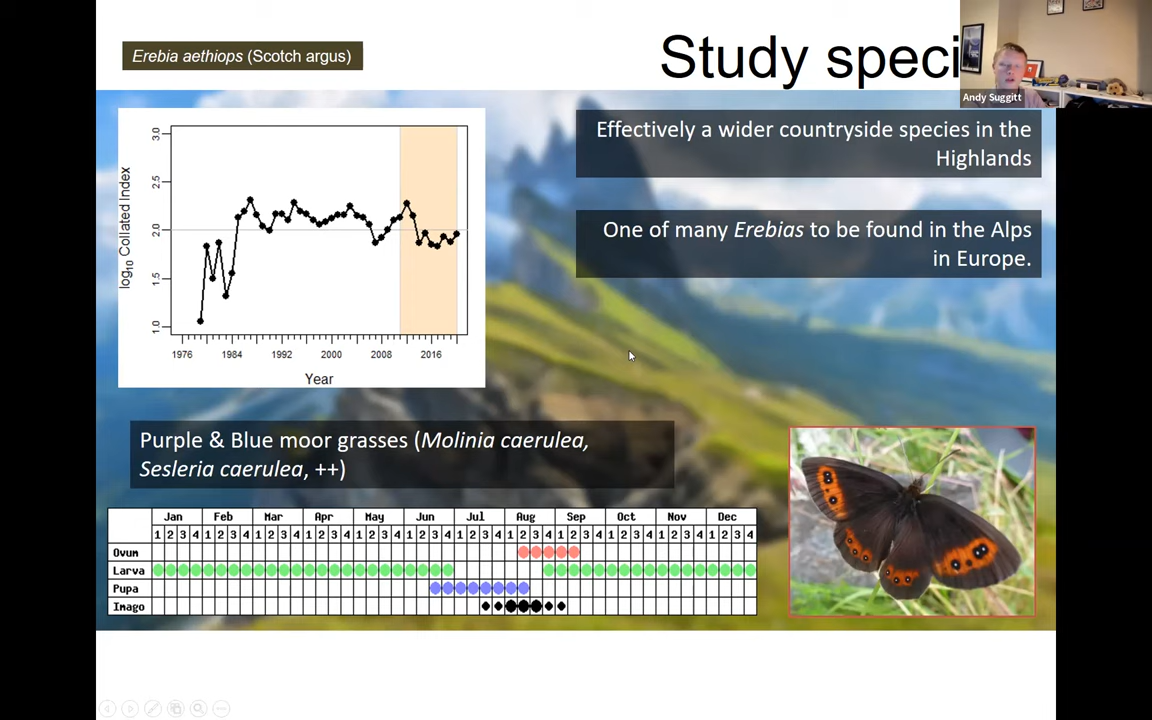 Erebia aethiops (Scotch argus)
Study speci
Andy Suggitt
Effectively a wider countryside species in the
Highlands
One of many Erebias to be found in the Alps
in Europe.
log10 Collated Index
3.0
2.5
2.0
1.5
1.0
1976 1984 1992 2000 2008 2016
Year
Purple & Blue moor grasses (Molinia caerulea,
Sesleria caerulea, ++)
Jan Feb Mar Apr May Jun Jul Aug Sep Oct Nov Dec
1 2 3 4 1 2 3 4 1 2 3 4 1 2 3 4 1 2 3 4 1 2 3 4 1 2 3 4 1 2 3 4 1 2 3 4 1 2 3 4 1 2 3 4 1 2 3 4
Ovum
Larva
Pupa
Imago